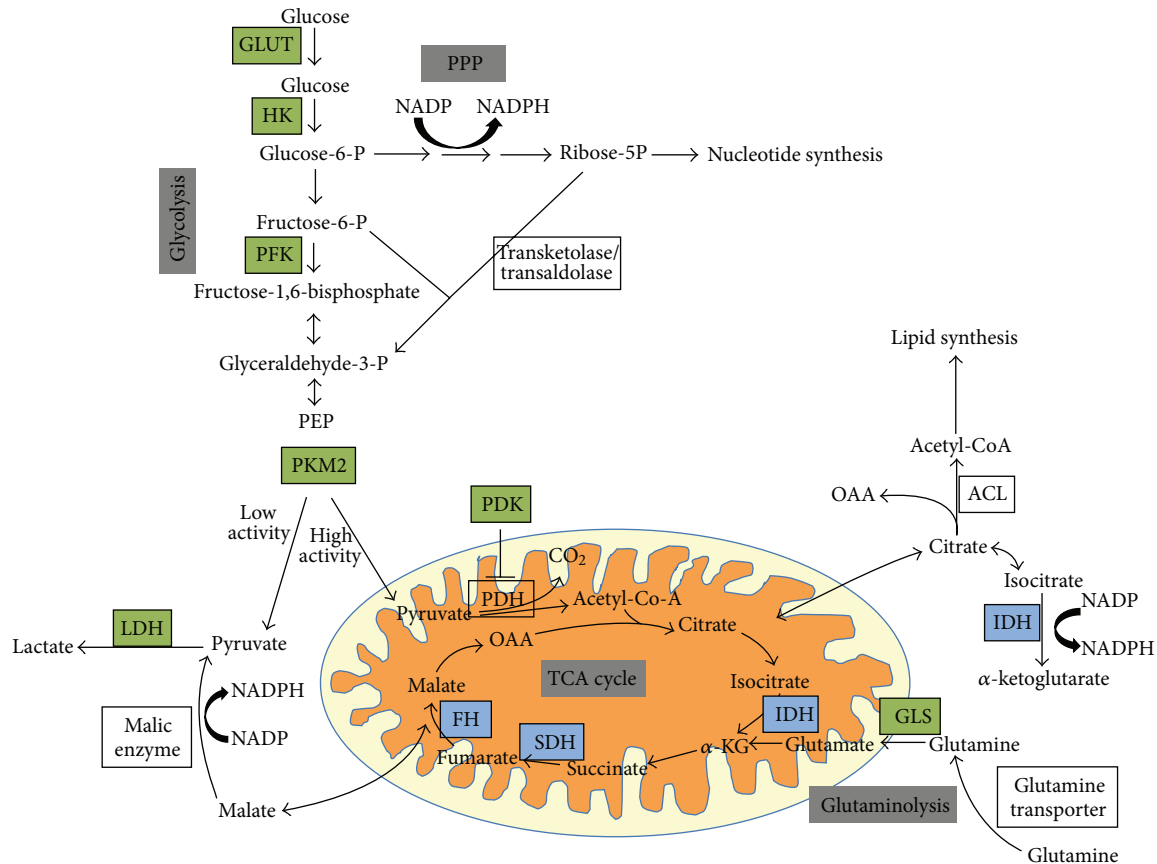 Glucose
GLUT
Glucose
HK
PPP
NADP
NADPH
Glucose-6-P
Ribose-5P
Nucleotide synthesis
Glycolysis
Fructose-6-P
PFK
Transketolase/
transaldolase
Fructose-1,6-bisphosphate
Glyceraldehyde-3-P
PEP
PKM2
Low
activity
High
activity
PDK
Lipid synthesis
Acetyl-CoA
OAA
ACL
Citrate
Isocitrate
IDH
NADP
NADPH
α-ketoglutarate
CO2
PDH
Pyruvate
Acetyl-Co-A
OAA
Citrate
LDH
Lactate
Pyruvate
TCA cycle
Malate
Isocitrate
NADPH
FH
IDH
GLS
Malic
enzyme
NADP
SDH
Fumarate
Succinate
α-KG
Glutamate
Glutamine
Malate
Glutaminolysis
Glutamine
transporter
Glutamine